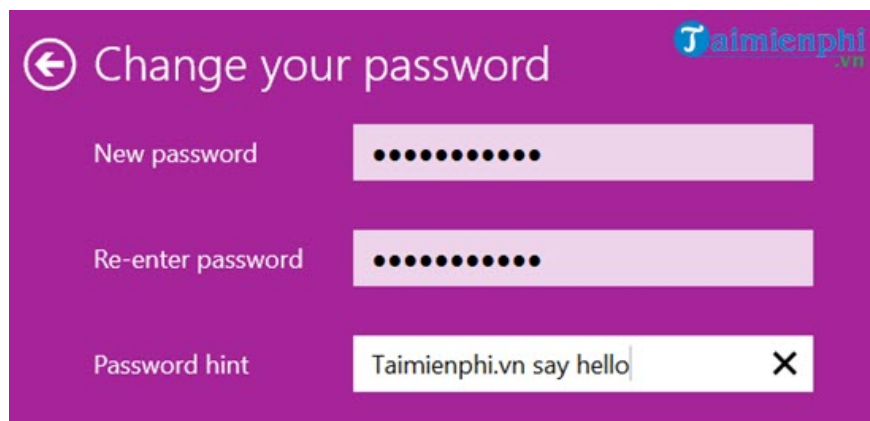 Taimienphi
.vn
Change your password
New password ●●●●●●●●●●●
Re-enter password ●●●●●●●●●●●
Password hint Taimienphi.vn say hello